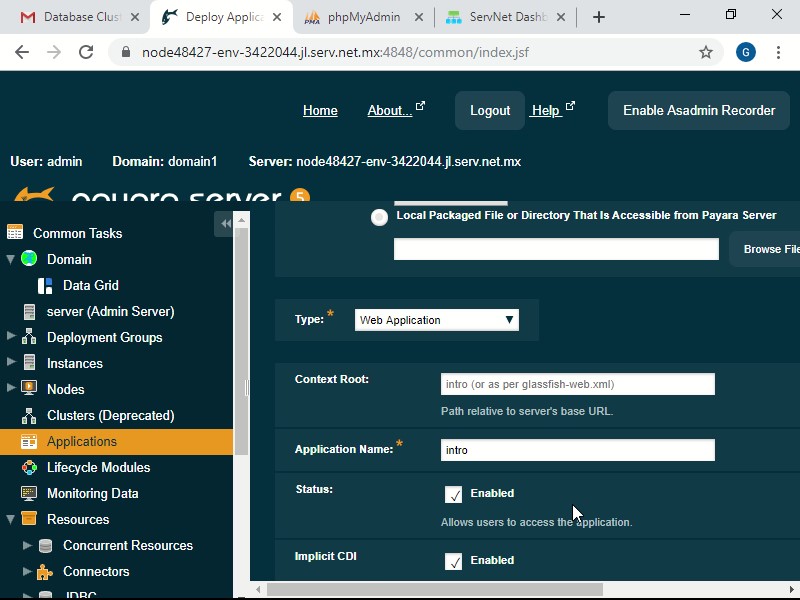 Database Clust
Deploy Applica
phpMyAdmin
ServNet Dashb
node48427-env-3422044.jl.serv.net.mx:4848/common/index.jsf
G
Home
About...
Logout
Help
Enable Asadmin Recorder
User: admin
Domain: domain1
Server: node48427-env-3422044.jl.serv.net.mx
payara server 5
Local Packaged File or Directory That Is Accessible from Payara Server
Browse File
Common Tasks
Domain
Data Grid
server (Admin Server)
Deployment Groups
Instances
Nodes
Clusters (Deprecated)
Applications
Lifecycle Modules
Monitoring Data
Resources
Concurrent Resources
Connectors
JDBC
Type:*
Web Application
Context Root:
intro (or as per glassfish-web.xml)
Path relative to server's base URL.
Application Name:*
intro
Status:
Enabled
Allows users to access the application.
Implicit CDI
Enabled